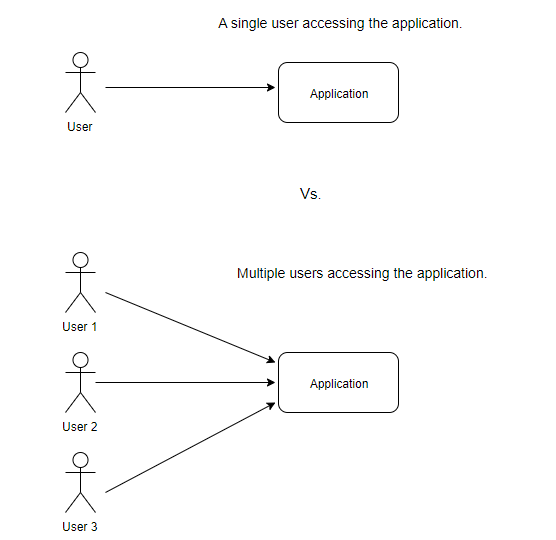 A single user accessing the application.
Application
User
Vs.
Multiple users accessing the application.
User 1
Application
User 2
User 3